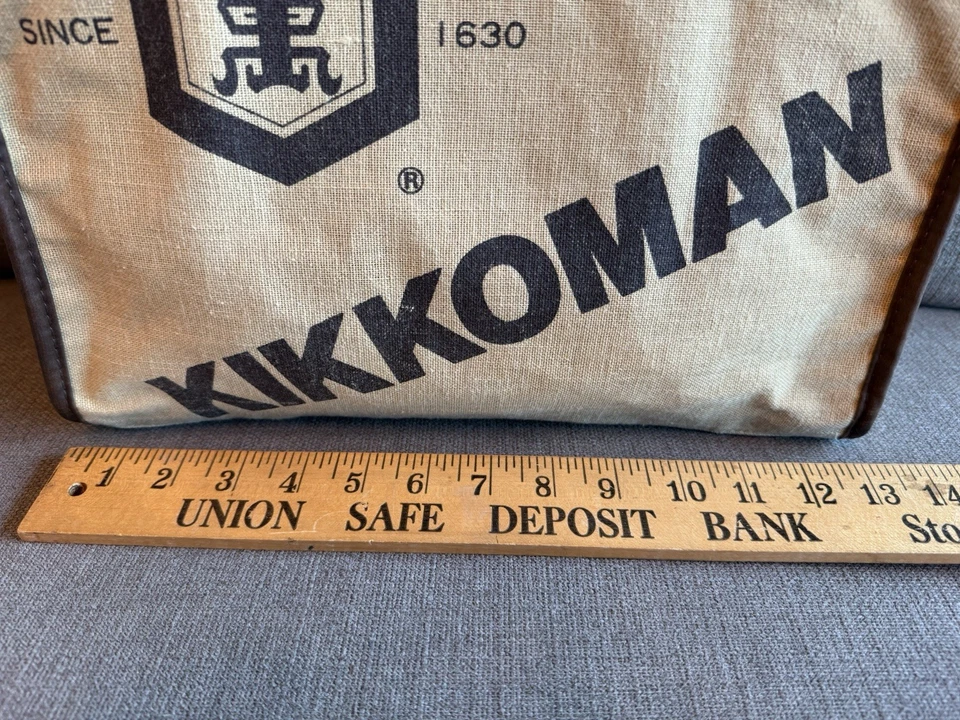 SINCE 1630
®
KIKKOMAN
1 2 3 4 5 6 7 8 9 10 11 12 13 14
UNION SAFE DEPOSIT BANK Sto